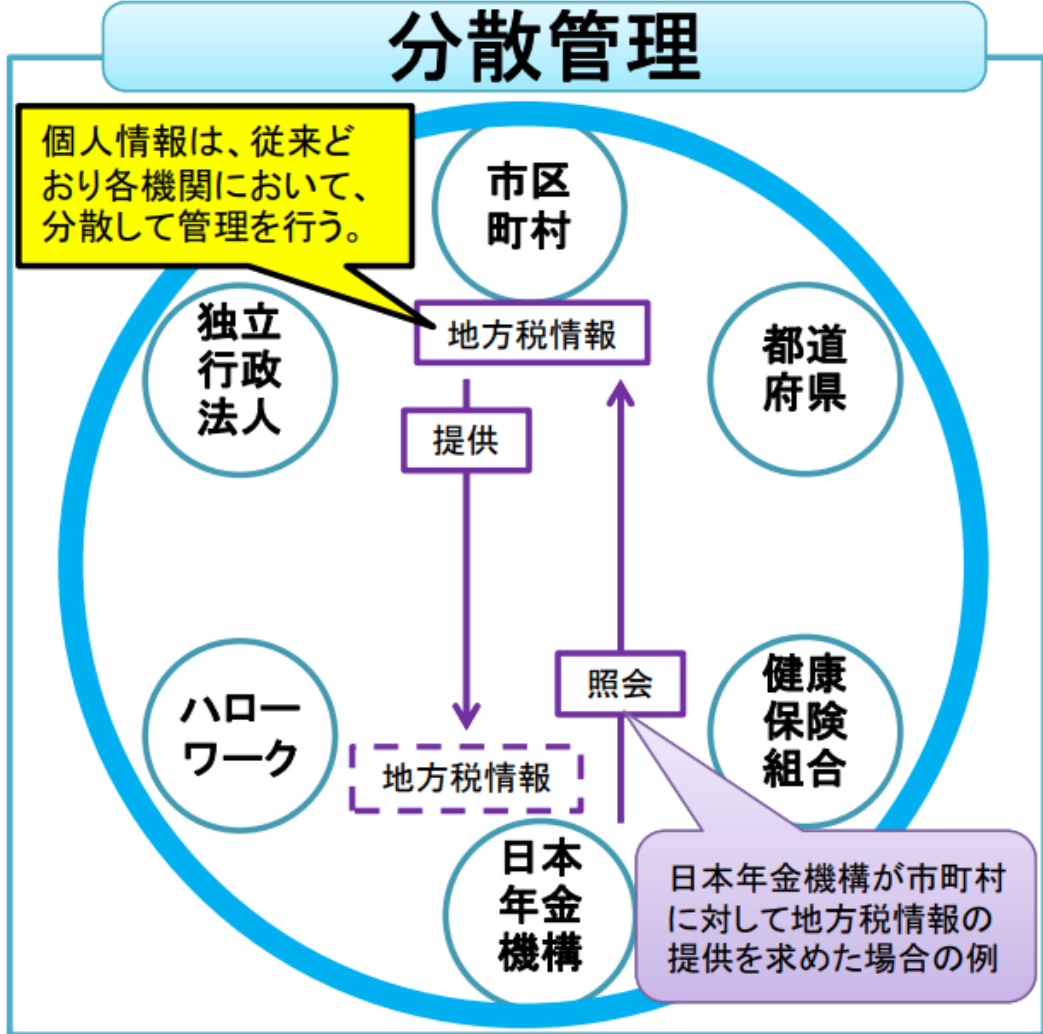 分散管理
個人情報は、従来ど
おり各機関において、
分散して管理を行う。
市区
町村
独立
行政
法人
地方税情報
都道
府県
提供
照会
ハロー
ワーク
健康
保険
組合
地方税情報
日本
年金
機構
日本年金機構が市町村
に対して地方税情報の
提供を求めた場合の例